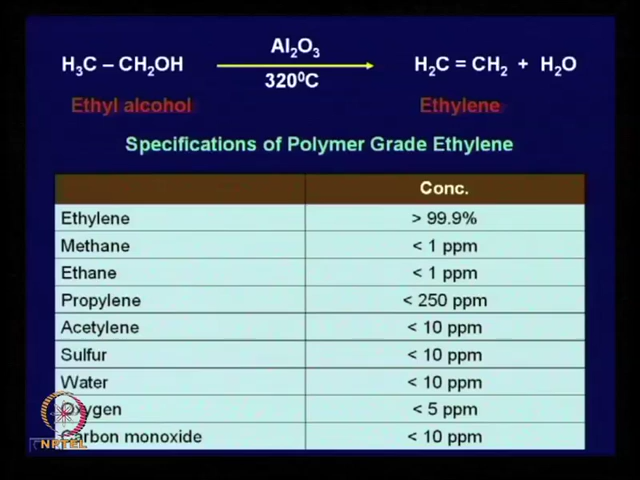 Al₂O₃
H₃C – CH₂OH H₂C = CH₂ + H₂O
320⁰C
Ethyl alcohol Ethylene
Specifications of Polymer Grade Ethylene
Conc.
Ethylene > 99.9%
Methane < 1 ppm
Ethane < 1 ppm
Propylene < 250 ppm
Acetylene < 10 ppm
Sulfur < 10 ppm
Water < 10 ppm
Oxygen < 5 ppm
Carbon monoxide < 10 ppm
NPTEL